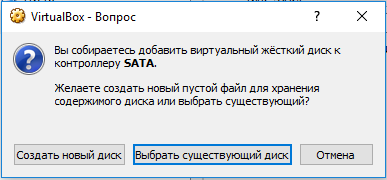 VirtualBox - Вопрос
Вы собираетесь добавить виртуальный жёсткий диск к
контроллеру SATA.
Желаете создать новый пустой файл для хранения
содержимого диска или выбрать существующий?
Создать новый диск Выбрать существующий диск Отмена